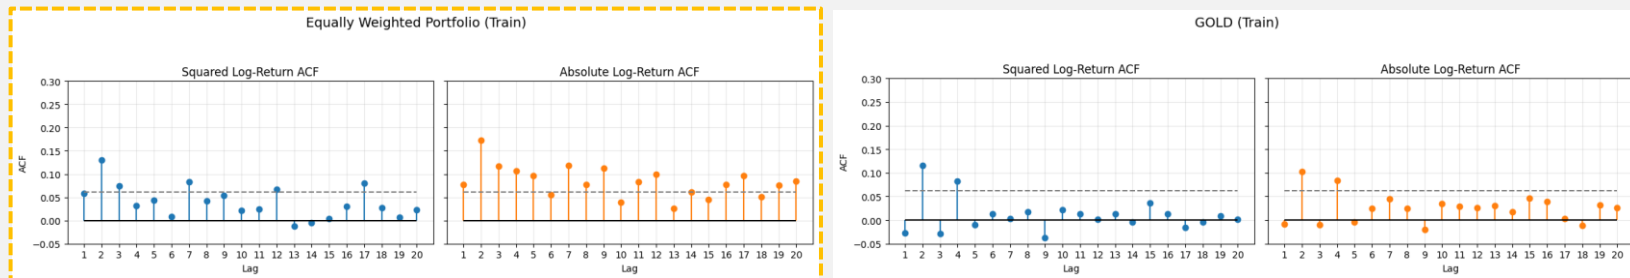 Equally Weighted Portfolio (Train)
Squared Log-Return ACF
Absolute Log-Return ACF
ACF
0.30
0.25
0.20
0.15
0.10
0.05
0.00
−0.05
1 2 3 4 5 6 7 8 9 10 11 12 13 14 15 16 17 18 19 20
Lag
1 2 3 4 5 6 7 8 9 10 11 12 13 14 15 16 17 18 19 20
Lag
GOLD (Train)
Squared Log-Return ACF
Absolute Log-Return ACF
ACF
0.30
0.25
0.20
0.15
0.10
0.05
0.00
−0.05
1 2 3 4 5 6 7 8 9 10 11 12 13 14 15 16 17 18 19 20
Lag
1 2 3 4 5 6 7 8 9 10 11 12 13 14 15 16 17 18 19 20
Lag